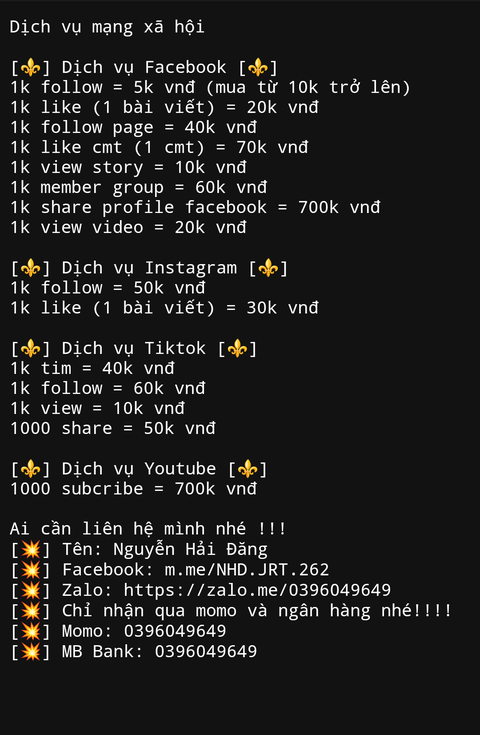 Dịch vụ mạng xã hội
[⚜️] Dịch vụ Facebook [⚜️]
1k follow = 5k vnđ (mua từ 10k trở lên)
1k like (1 bài viết) = 20k vnđ
1k follow page = 40k vnđ
1k like cmt (1 cmt) = 70k vnđ
1k view story = 10k vnđ
1k member group = 60k vnđ
1k share profile facebook = 700k vnđ
1k view video = 20k vnđ
[⚜️] Dịch vụ Instagram [⚜️]
1k follow = 50k vnđ
1k like (1 bài viết) = 30k vnđ
[⚜️] Dịch vụ Tiktok [⚜️]
1k tim = 40k vnđ
1k follow = 60k vnđ
1k view = 10k vnđ
1000 share = 50k vnđ
[⚜️] Dịch vụ Youtube [⚜️]
1000 subcribe = 700k vnđ
Ai cần liên hệ mình nhé !!!
[💥] Tên: Nguyễn Hải Đăng
[💥] Facebook: m.me/NHD.JRT.262
[💥] Zalo: https://zalo.me/0396049649
[💥] Chỉ nhận qua momo và ngân hàng nhé!!!!
[💥] Momo: 0396049649
[💥] MB Bank: 0396049649